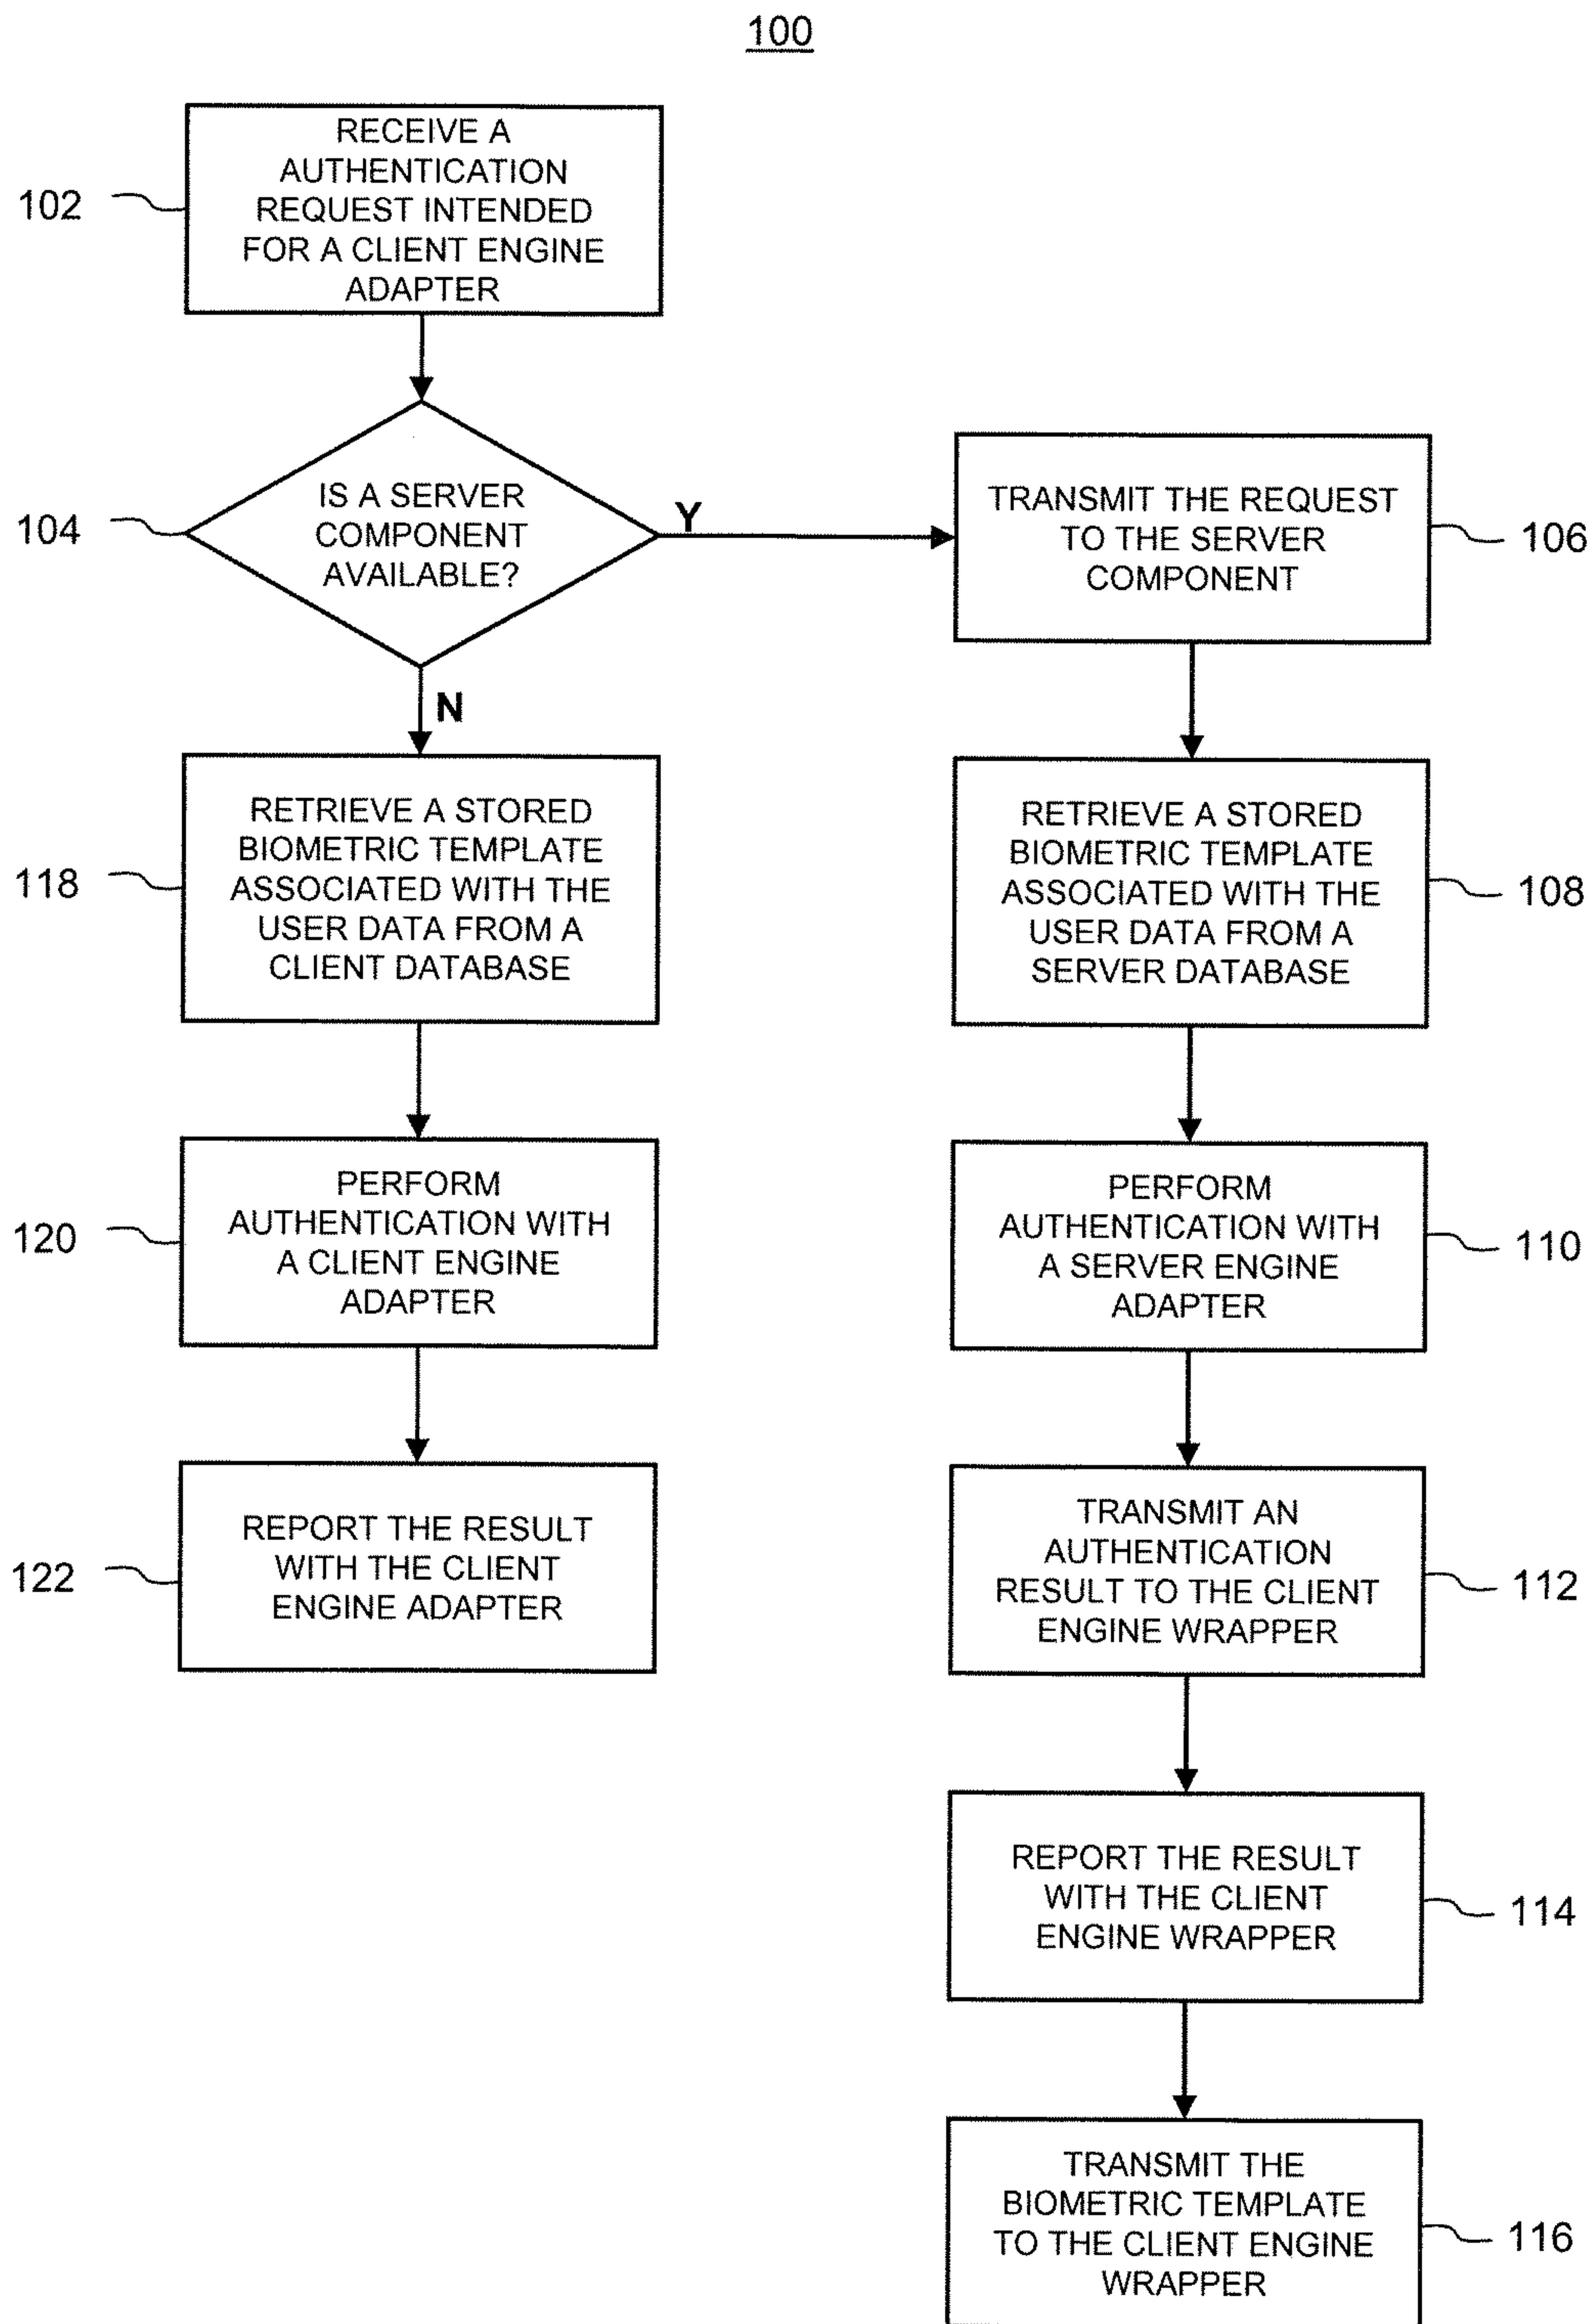 100
RECEIVE A
AUTHENTICATION
REQUEST INTENDED
FOR A CLIENT ENGINE
ADAPTER
102
IS A SERVER
COMPONENT
AVAILABLE?
104
Y
N
TRANSMIT THE REQUEST
TO THE SERVER
COMPONENT
106
RETRIEVE A STORED
BIOMETRIC TEMPLATE
ASSOCIATED WITH THE
USER DATA FROM A
CLIENT DATABASE
118
RETRIEVE A STORED
BIOMETRIC TEMPLATE
ASSOCIATED WITH THE
USER DATA FROM A
SERVER DATABASE
108
PERFORM
AUTHENTICATION WITH
A CLIENT ENGINE
ADAPTER
120
PERFORM
AUTHENTICATION WITH
A SERVER ENGINE
ADAPTER
110
REPORT THE RESULT
WITH THE CLIENT
ENGINE ADAPTER
122
TRANSMIT AN
AUTHENTICATION
RESULT TO THE CLIENT
ENGINE WRAPPER
112
REPORT THE RESULT
WITH THE CLIENT
ENGINE WRAPPER
114
TRANSMIT THE
BIOMETRIC TEMPLATE
TO THE CLIENT ENGINE
WRAPPER
116